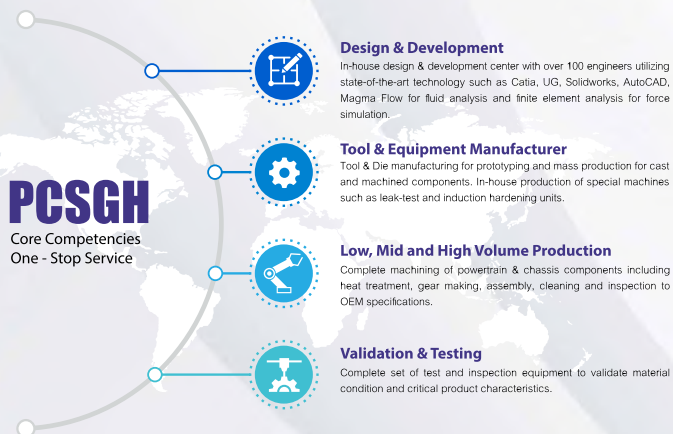 PCSGH
Core Competencies
One - Stop Service
Design & Development
In-house design & development center with over 100 engineers utilizing
state-of-the-art technology such as Catia, UG, Solidworks, AutoCAD,
Magma Flow for fluid analysis and finite element analysis for force
simulation.
Tool & Equipment Manufacturer
Tool & Die manufacturing for prototyping and mass production for cast
and machined components. In-house production of special machines
such as leak-test and induction hardening units.
Low, Mid and High Volume Production
Complete machining of powertrain & chassis components including
heat treatment, gear making, assembly, cleaning and inspection to
OEM specifications.
Validation & Testing
Complete set of test and inspection equipment to validate material
condition and critical product characteristics.